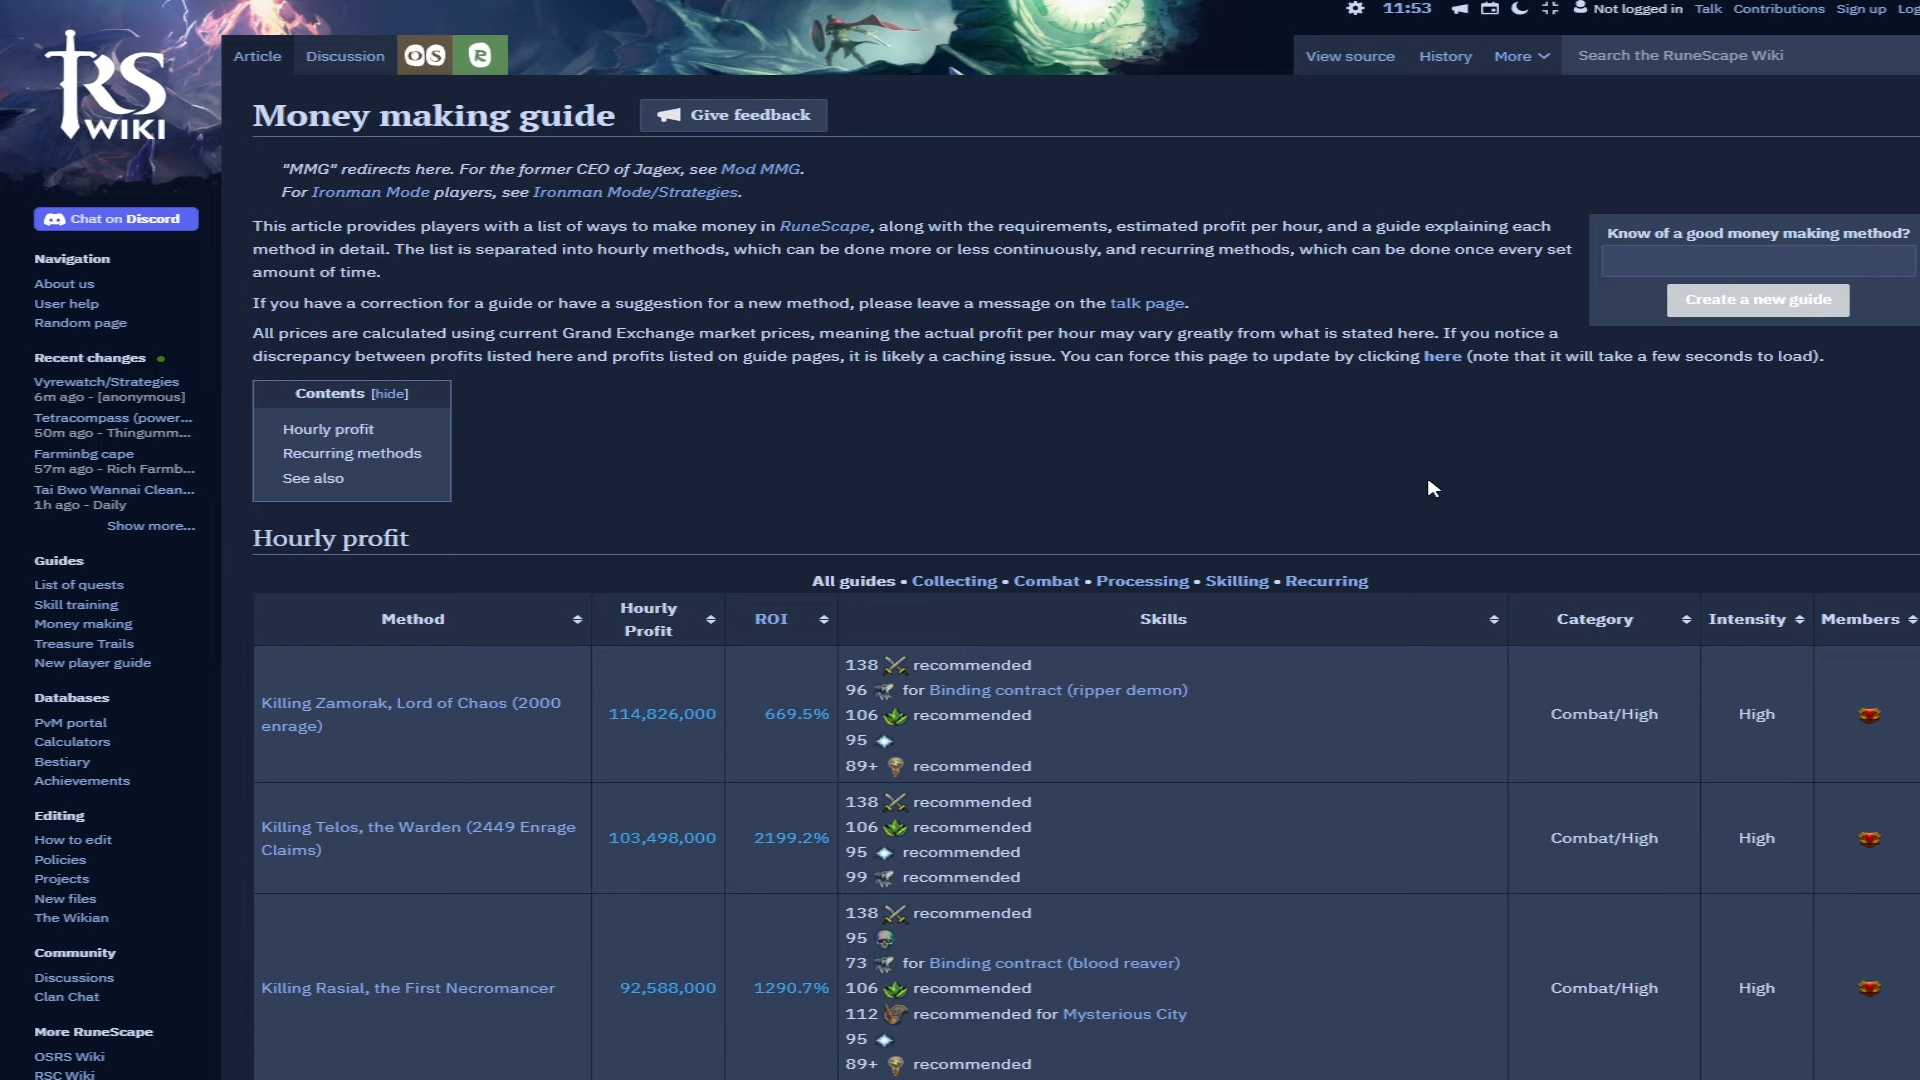 11:53 Not logged in Talk Contributions Sign up
RS
WIKI
Article Discussion OS R View source History More Search the RuneScape Wiki
Money making guide Give feedback
"MMG" redirects here. For the former CEO of Jagex, see Mod MMG.
For Ironman Mode players, see Ironman Mode/Strategies.
This article provides players with a list of ways to make money in RuneScape, along with the requirements, estimated profit per hour, and a guide explaining each
method in detail. The list is separated into hourly methods, which can be done more or less continuously, and recurring methods, which can be done once every set
amount of time.
If you have a correction for a guide or have a suggestion for a new method, please leave a message on the talk page.
All prices are calculated using current Grand Exchange market prices, meaning the actual profit per hour may vary greatly from what is stated here. If you notice a
discrepancy between profits listed here and profits listed on guide pages, it is likely a caching issue. You can force this page to update by clicking here (note that it will take a few seconds to load).
Know of a good money making method?
Create a new guide
Contents [hide]
Hourly profit
Recurring methods
See also
Chat on Discord
Navigation
About us
User help
Random page
Recent changes
Vyrewatch/Strategies
6m ago - [anonymous]
Tetracompass (power...
50m ago - Thingumm...
Farminbg cape
57m ago - Rich Farmb...
Tai Bwo Wannai Clean...
1h ago - Daily
Show more...
Guides
List of quests
Skill training
Money making
Treasure Trails
New player guide
Databases
PvM portal
Calculators
Bestiary
Achievements
Editing
How to edit
Policies
Projects
New files
The Wikian
Community
Discussions
Clan Chat
More RuneScape
OSRS Wiki
RSC Wiki
Hourly profit
All guides • Collecting • Combat • Processing • Skilling • Recurring
Method Hourly Profit ROI Skills Category Intensity Members
Killing Zamorak, Lord of Chaos (2000
enrage)
114,826,000 669.5%
138 recommended
96 for Binding contract (ripper demon)
106 recommended
95
89+ recommended
Combat/High High
Killing Telos, the Warden (2449 Enrage
Claims)
103,498,000 2199.2%
138 recommended
106 recommended
95 recommended
99 recommended
Combat/High High
Killing Rasial, the First Necromancer
92,588,000 1290.7%
138 recommended
95
73 for Binding contract (blood reaver)
106 recommended
112 recommended for Mysterious City
95
89+ recommended
Combat/High High